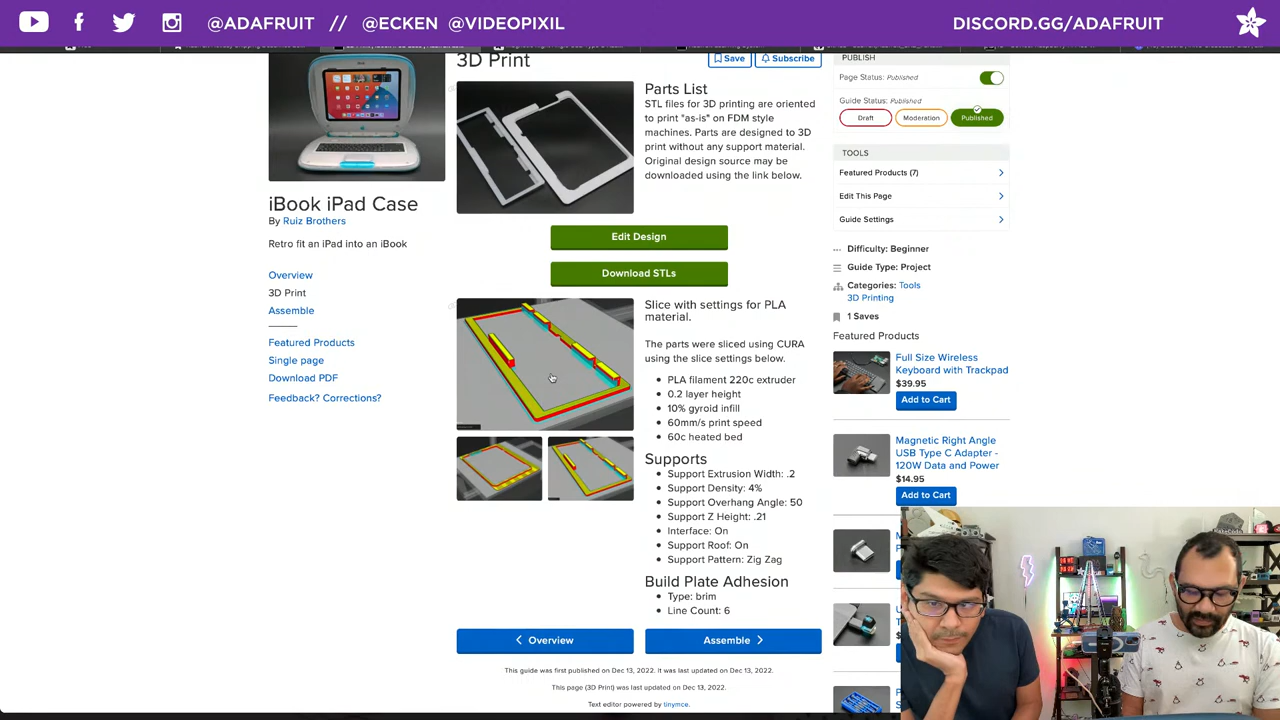 @ADAFRUIT // @ECKEN @VIDEOPIXIL
DISCORD.GG/ADAFRUIT
iBook iPad Case
By Ruiz Brothers
Retro fit an iPad into an iBook
Overview
3D Print
Assemble
Featured Products
Single page
Download PDF
Feedback? Corrections?
3D Print
Save
Subscribe
Parts List
STL files for 3D printing are oriented
to print "as-is" on FDM style
machines. Parts are designed to 3D
print without any support material.
Original design source may be
downloaded using the link below.
Edit Design
Download STLs
Slice with settings for PLA
material.
The parts were sliced using CURA
using the slice settings below.
PLA filament 220c extruder
0.2 layer height
10% gyroid infill
60mm/s print speed
60c heated bed
Supports
Support Extrusion Width: .2
Support Density: 4%
Support Overhang Angle: 50
Support Z Height: .21
Interface: On
Support Roof: On
Support Pattern: Zig Zag
Build Plate Adhesion
Type: brim
Line Count: 6
Overview
Assemble
This guide was first published on Dec 13, 2022. It was last updated on Dec 13, 2022.
This page (3D Print) was last updated on Dec 13, 2022.
Text editor powered by tinymce.
PUBLISH
Page Status: Published
Guide Status: Published
Draft
Moderation
Published
TOOLS
Featured Products (7)
Edit This Page
Guide Settings
Difficulty: Beginner
Guide Type: Project
Categories: Tools
3D Printing
1 Saves
Featured Products
Full Size Wireless
Keyboard with Trackpad
$39.95
Add to Cart
Magnetic Right Angle
USB Type C Adapter -
120W Data and Power
$14.95
Add to Cart